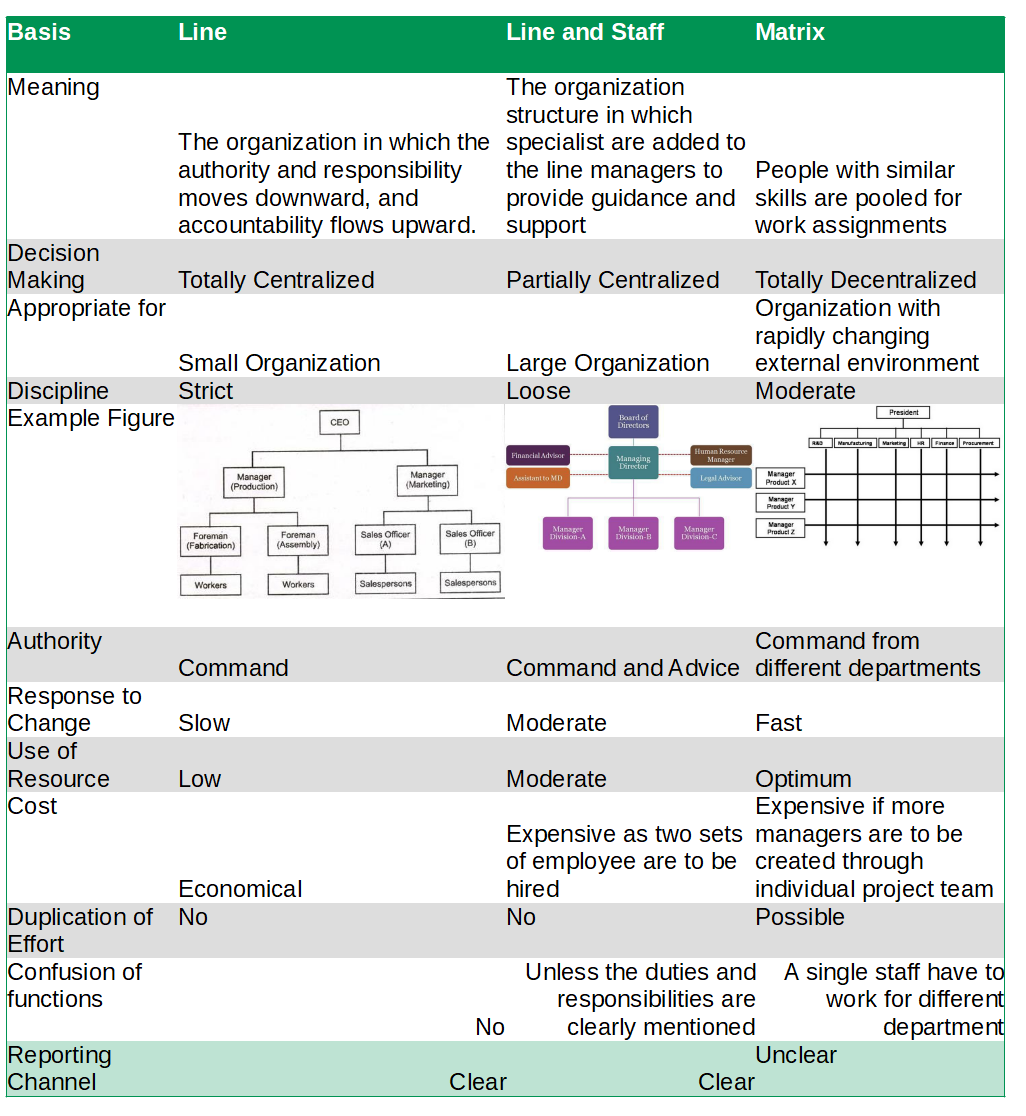 Basis Line Line and Staff Matrix
Meaning
The organization in which the
authority and responsibility
moves downward, and
accountability flows upward.
The organization
structure in which
specialist are added to
the line managers to
provide guidance and
support
People with similar
skills are pooled for
work assignments
Decision
Making
Totally Centralized
Partially Centralized
Totally Decentralized
Appropriate for
Small Organization
Large Organization
Organization with
rapidly changing
external environment
Discipline
Strict
Loose
Moderate
Example Figure
CEO
Manager
(Production)
Manager
(Marketing)
Foreman
(Fabrication)
Foreman
(Assembly)
Sales Officer
(A)
Sales Officer
(B)
Workers
Workers
Salespersons
Salespersons
Board of
Directors
Financial Advisor
Managing
Director
Human Resource
Manager
Assistant to MD
Legal Advisor
Manager
Division-A
Manager
Division-B
Manager
Division-C
President
R&D
Manufacturing
Marketing
HR
Finance
Procurement
Manager
Product X
Manager
Product Y
Manager
Product Z
Authority
Command
Command and Advice
Command from
different departments
Response to
Change
Slow
Moderate
Fast
Use of
Resource
Low
Moderate
Optimum
Cost
Economical
Expensive as two sets
of employee are to be
hired
Expensive if more
managers are to be
created through
individual project team
Duplication of
Effort
No
No
Possible
Confusion of
functions
No
Unless the duties and
responsibilities are
clearly mentioned
A single staff have to
work for different
department
Reporting
Channel
Clear
Clear
Unclear